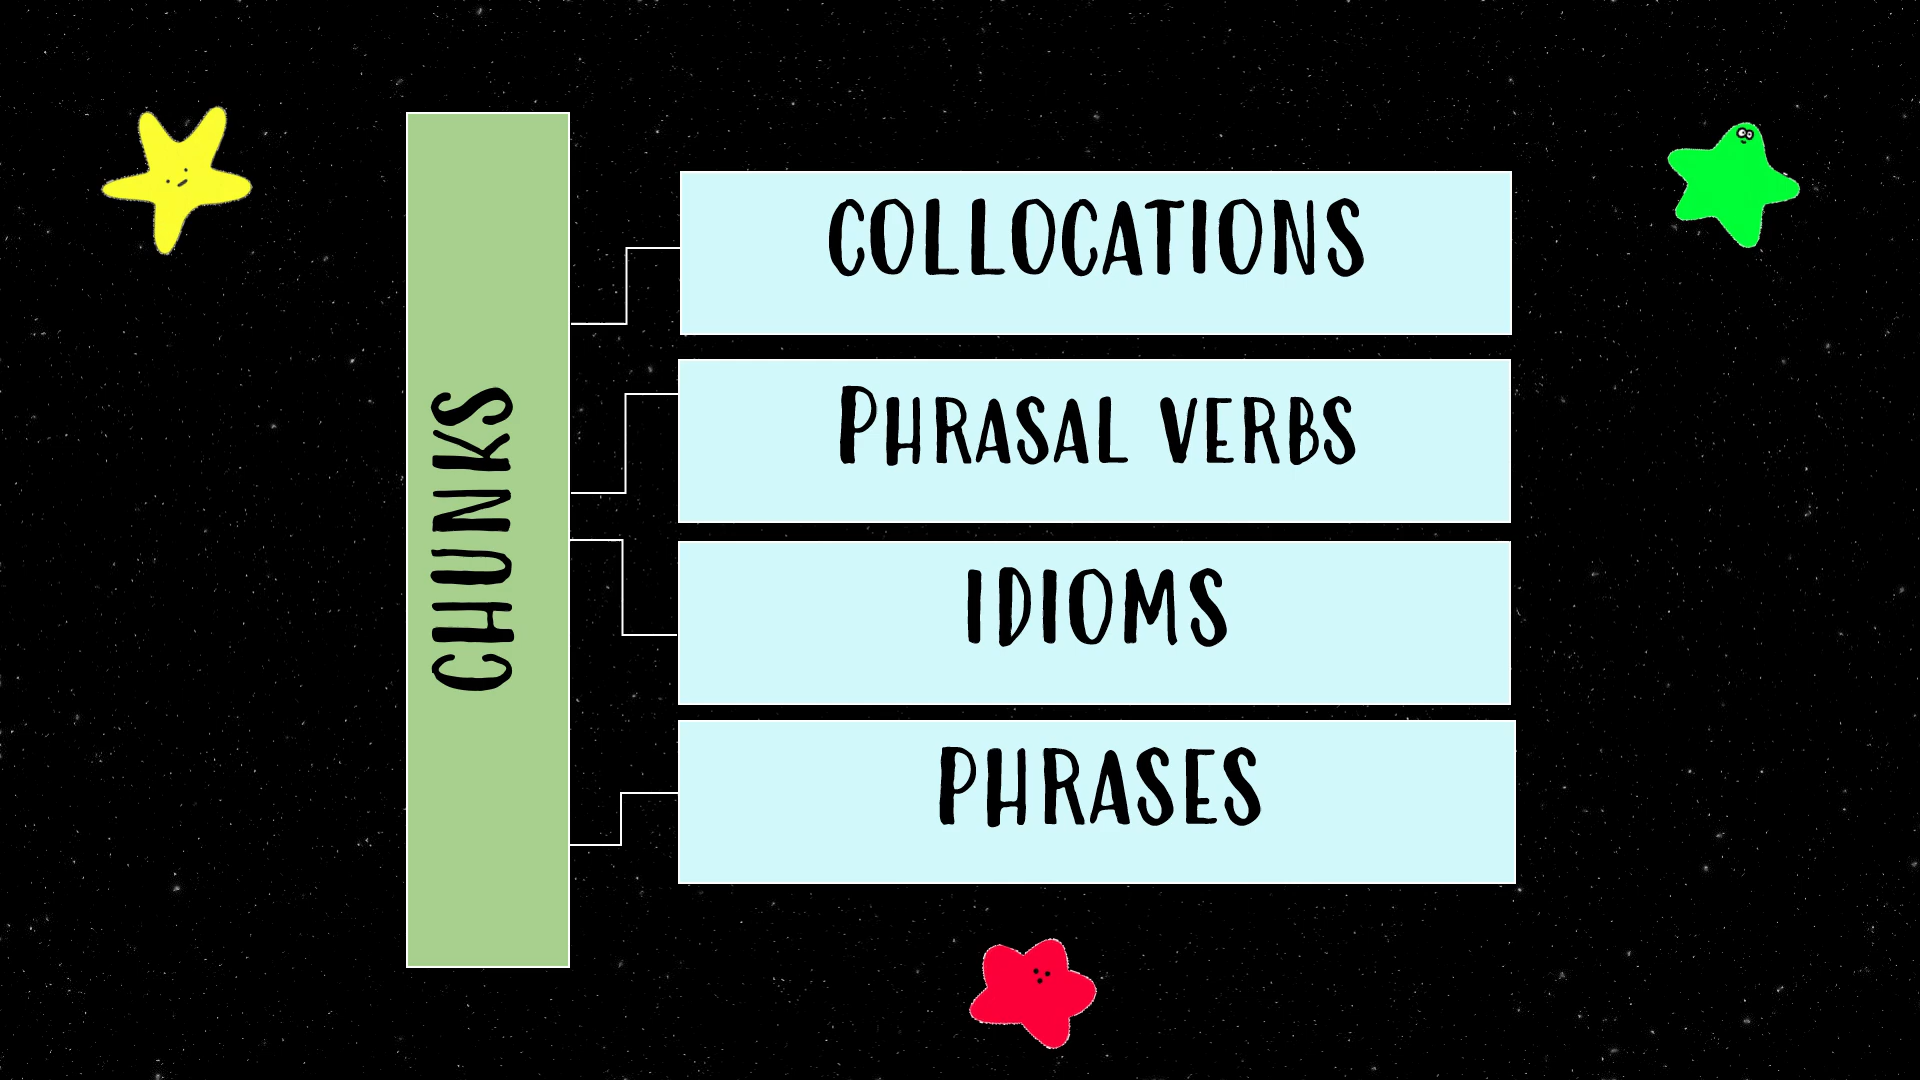 CHUNKS
COLLOCATIONS
PHRASAL VERBS
IDIOMS
PHRASES